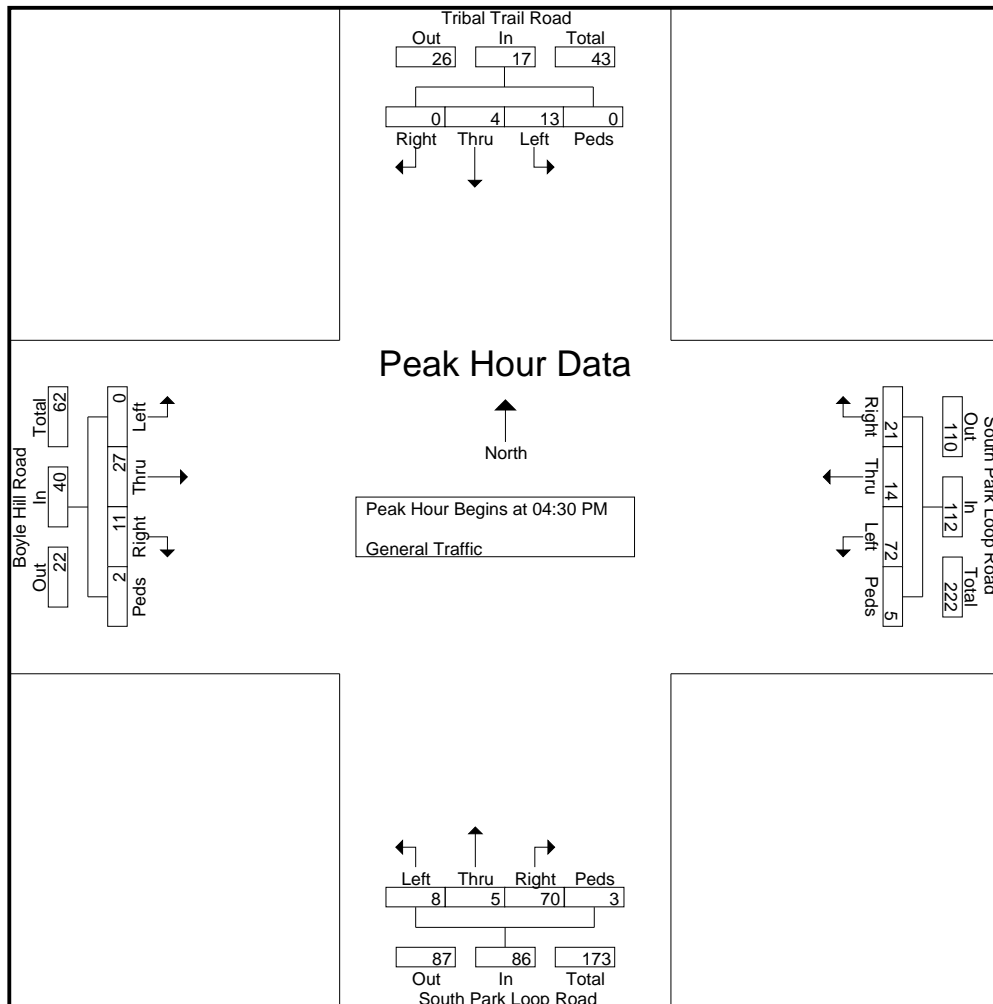 Tribal Trail Road
Out In Total
26 17 43
0 4 13 0
Right Thru Left Peds
Peak Hour Data
North
Peak Hour Begins at 04:30 PM
General Traffic
Boyle Hill Road
Out In Total
22 40 62
Left Thru Right Peds
0 27 11 2
South Park Loop Road
Out In Total
110 112 222
Right Thru Left Peds
21 14 72 5
Left Thru Right Peds
8 5 70 3
87 86 173
Out In Total
South Park Loop Road